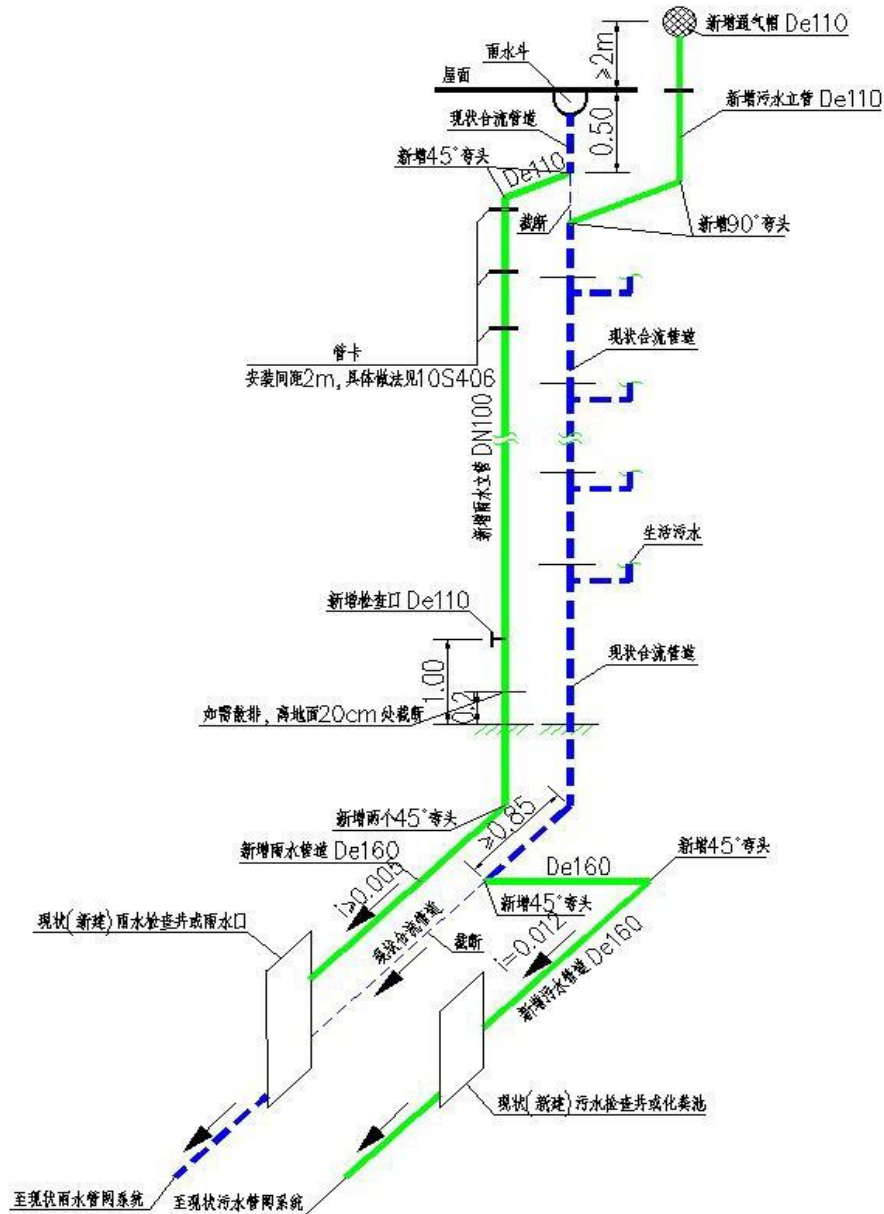 新增通气帽 De110
≥2m
雨水斗
屋面
现状合流管道
0.50
新增污水立管 De110
新增45°弯头
De110
截断
新增90°弯头
管卡
安装间距2m, 具体做法见10S406
现状合流管道
新增雨水立管 DN100
生活污水
新增检查口 De110
1.00
0.2
现状合流管道
如需散排, 离地面20cm 处截断
新增两个45°弯头
≥0.85
新增雨水管道 De160
i≥0.005
De160
新增45°弯头
新增45°弯头
现状(新建)雨水检查井或雨水口
现状合流管道
截断
i=0.012
新增污水管道 De160
现状(新建)污水检查井或化粪池
至现状雨水管网系统
至现状污水管网系统